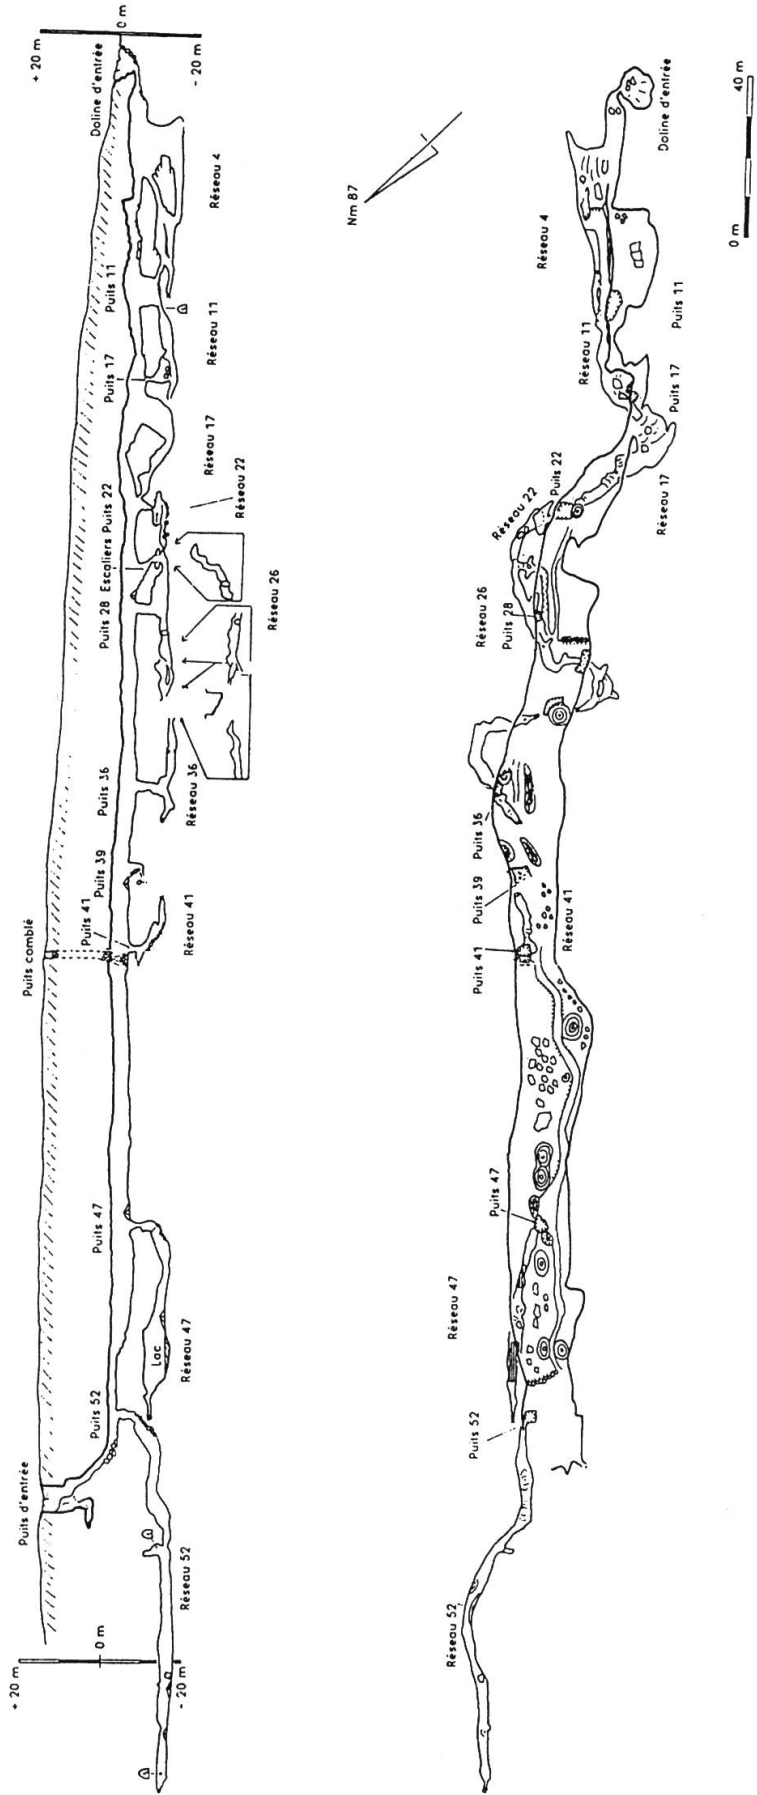 + 20 m
0 m
- 20 m
Doline d'entrée
Réseau 4
Puits 11
Réseau 11
Puits 17
Réseau 17
Escaliers Puits 22
Réseau 22
Puits 28
Réseau 26
Puits 36
Réseau 36
Puits 39
Puits 41
Réseau 41
Puits comblé
Puits 47
Lac
Réseau 47
Puits 52
Puits d'entrée
Réseau 52
+ 20 m
0 m
- 20 m
Nm 87
Doline d'entrée
0 m
40 m
Réseau 4
Puits 11
Réseau 11
Puits 17
Réseau 17
Puits 22
Réseau 22
Réseau 26
Puits 28
Puits 36
Puits 39
Puits 41
Réseau 41
Puits 47
Réseau 47
Puits 52
Réseau 52